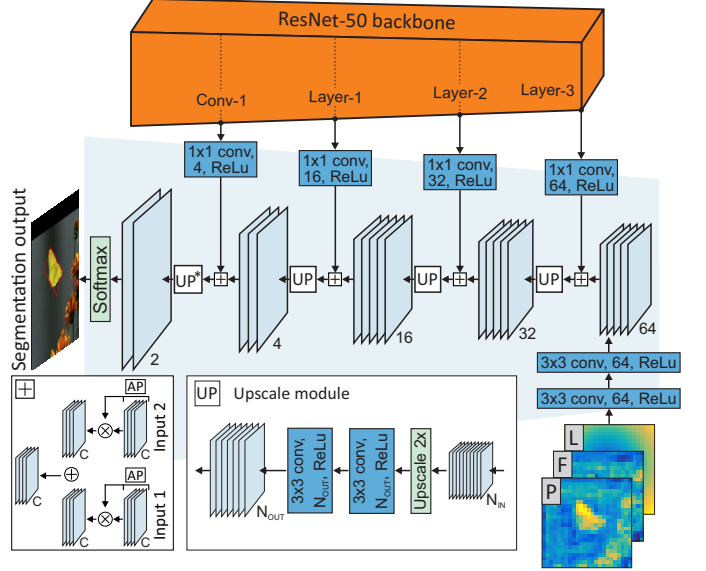 ResNet-50 backbone
Conv-1
Layer-1
Layer-2
Layer-3
1x1 conv,
4, ReLu
1x1 conv,
16, ReLu
1x1 conv,
32, ReLu
1x1 conv,
64, ReLu
Segmentation output
Softmax
2
UP*
4
UP
16
UP
32
UP
64
3x3 conv, 64, ReLu
3x3 conv, 64, ReLu
L
F
P
AP
C
C
Input 2
C
AP
C
C
Input 1
UP Upscale module
N_OUT
3x3 conv,
N_OUT, ReLu
3x3 conv,
N_OUT, ReLu
Upscale 2x
N_IN